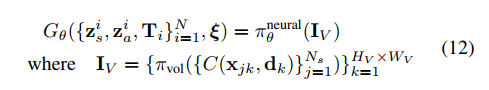 G_θ({z_s^i, z_a^i, T_i}_{i=1}^N, ξ) = π_θ^neural(I_V)
where I_V = {π_vol({C(x_jk, d_k)}_{j=1}^{N_s})}_{k=1}^{H_V×W_V} (12)